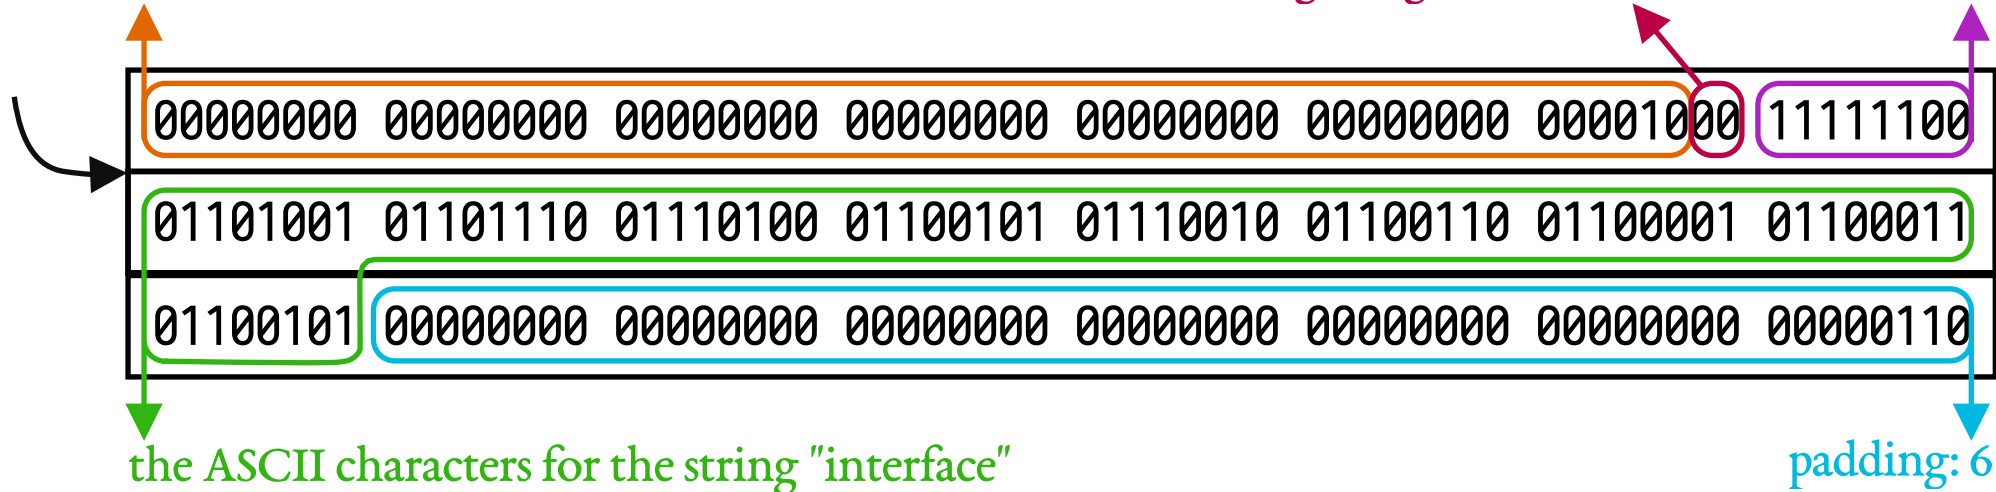 00000000 00000000 00000000 00000000 00000000 00000000 00001000 11111100
01101001 01101110 01110100 01100101 01110010 01100110 01100001 01100011
01100101 00000000 00000000 00000000 00000000 00000000 00000000 00000110
the ASCII characters for the string "interface"
padding: 6